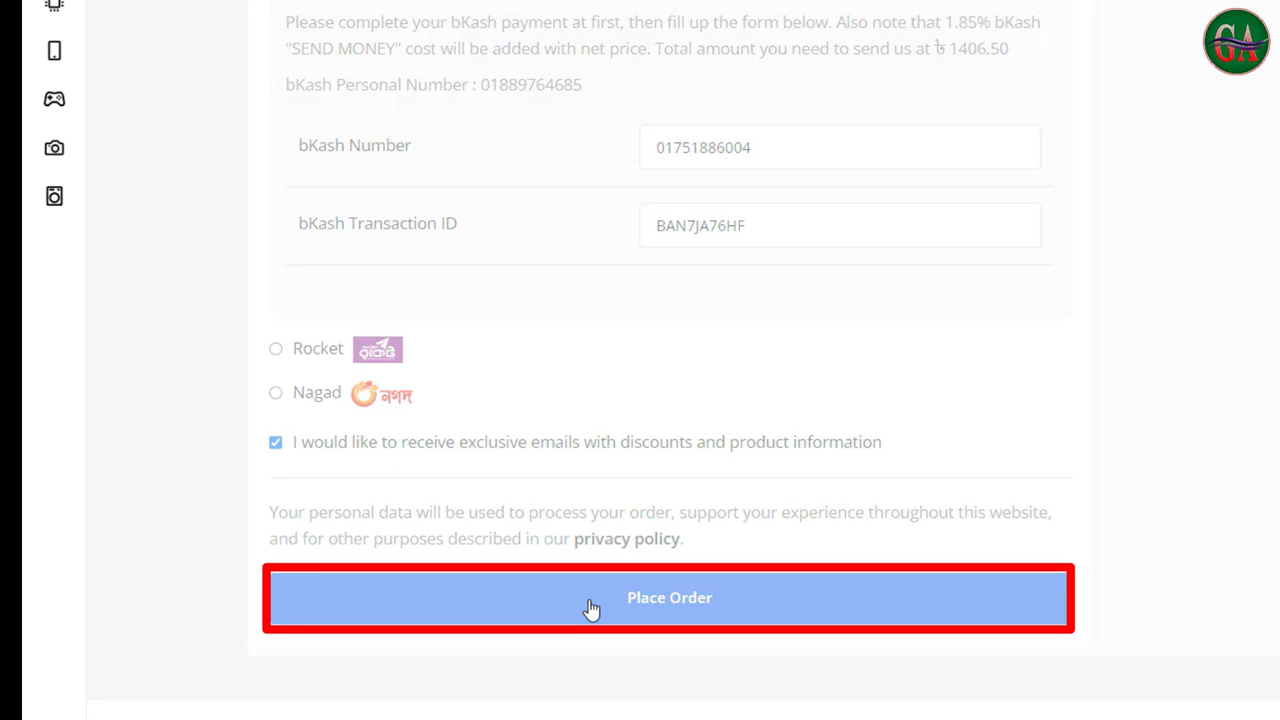 Please complete your bKash payment at first, then fill up the form below. Also note that 1.85% bKash
"SEND MONEY" cost will be added with net price. Total amount you need to send us at ৳ 1406.50
bKash Personal Number : 01889764685
bKash Number
01751886004
bKash Transaction ID
BAN7JA76HF
Rocket
রকেট
Nagad
নগদ
I would like to receive exclusive emails with discounts and product information
Your personal data will be used to process your order, support your experience throughout this website,
and for other purposes described in our privacy policy.
Place Order
GA